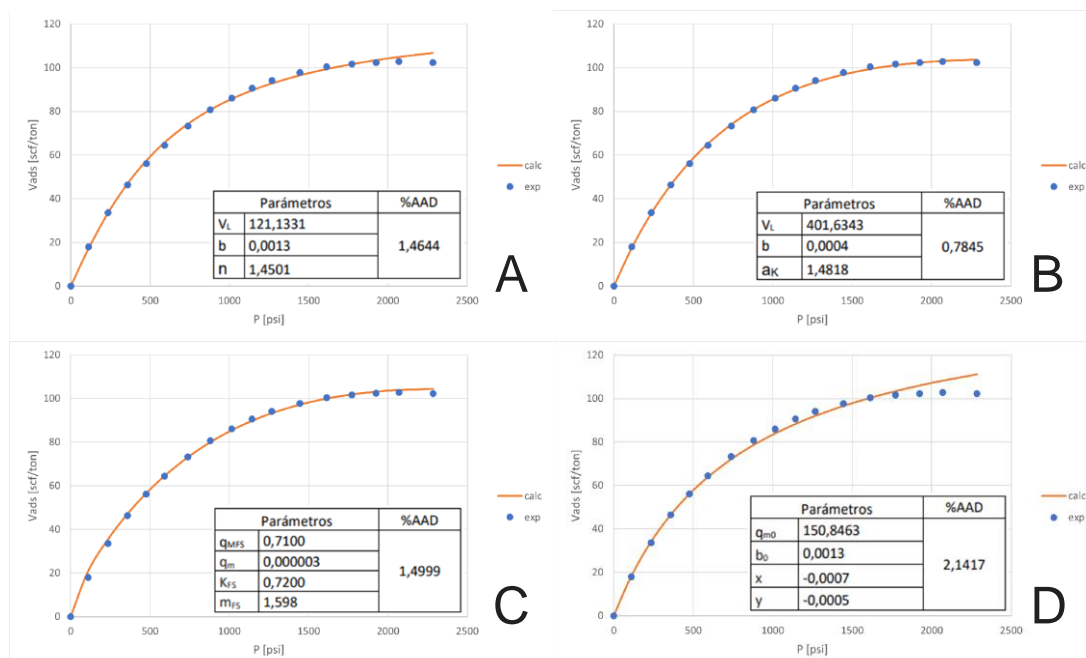 120
100
80
60
40
20
0
Vads [scf/ton]
0 500 1000 1500 2000 2500
P [psi]
calc
exp
Parámetros %AAD
VL 121,1331
b 0,0013
n 1,4501
1,4644
A
120
100
80
60
40
20
0
Vads [scf/ton]
0 500 1000 1500 2000 2500
P [psi]
calc
exp
Parámetros %AAD
VL 401,6343
b 0,0004
aK 1,4818
0,7845
B
120
100
80
60
40
20
0
Vads [scf/ton]
0 500 1000 1500 2000 2500
P [psi]
calc
exp
Parámetros %AAD
qMFS 0,7100
qm 0,000003
KFS 0,7200
mFS 1,598
1,4999
C
120
100
80
60
40
20
0
Vads [scf/ton]
0 500 1000 1500 2000 2500
P [psi]
calc
exp
Parámetros %AAD
qm0 150,8463
b0 0,0013
x -0,0007
y -0,0005
2,1417
D